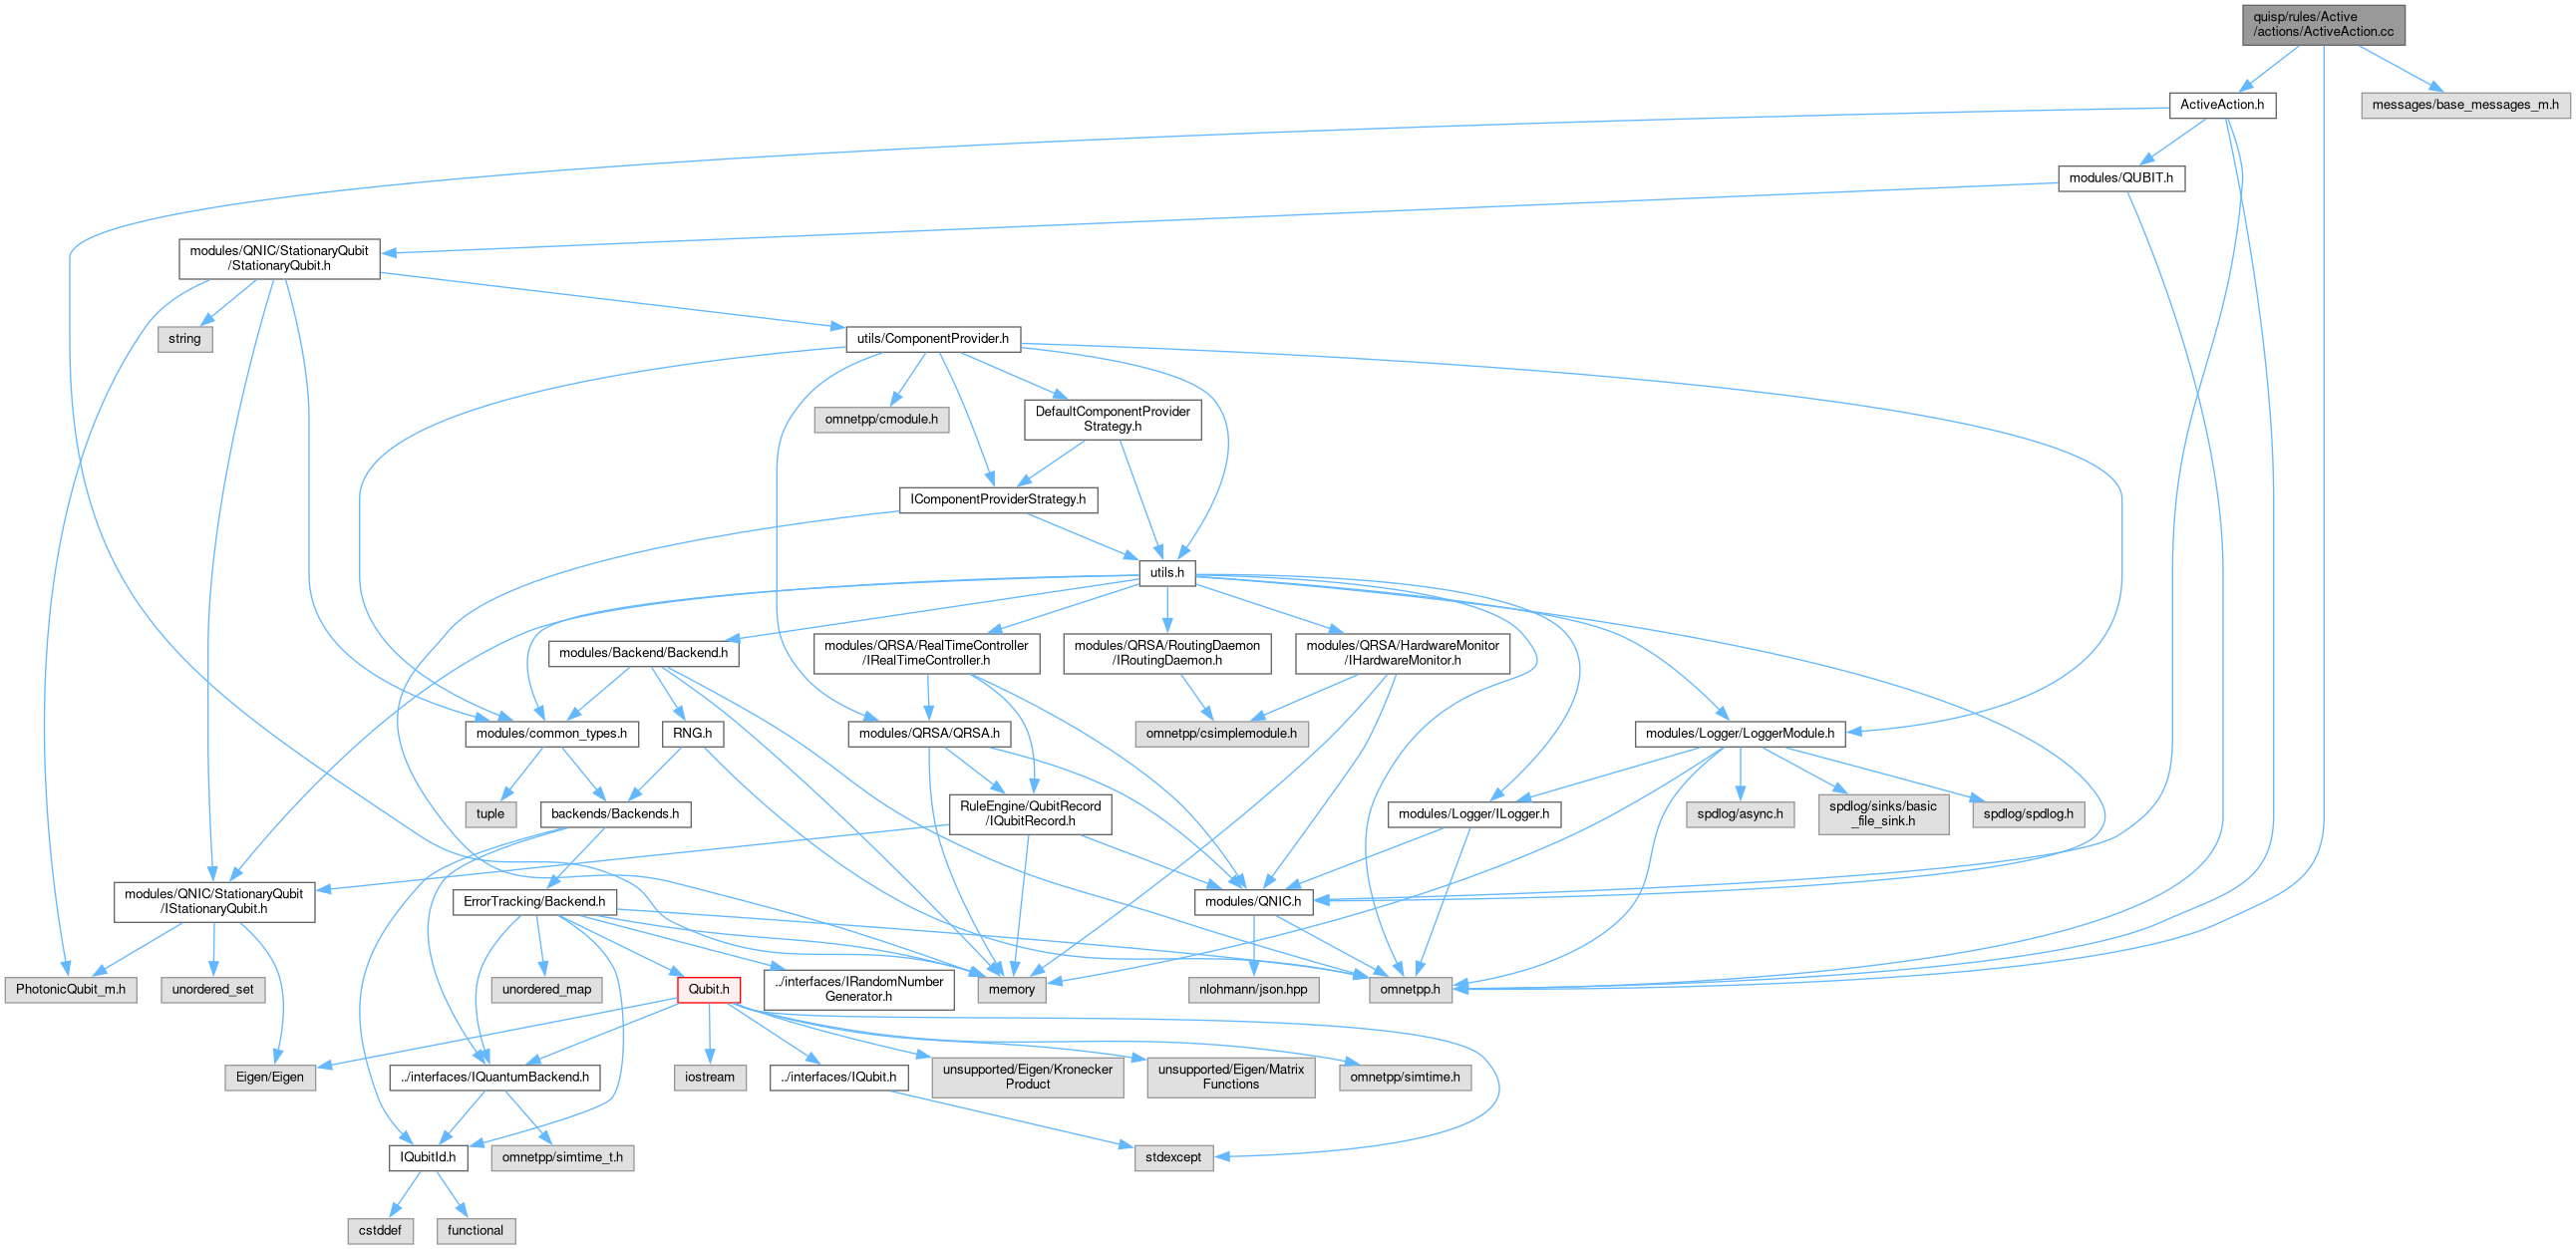 quisp/rules/Active
/actions/ActiveAction.cc
ActiveAction.h
messages/base_messages_m.h
modules/QUBIT.h
modules/QNIC/StationaryQubit
/StationaryQubit.h
string
utils/ComponentProvider.h
omnetpp/cmodule.h
DefaultComponentProvider
Strategy.h
IComponentProviderStrategy.h
utils.h
modules/Backend/Backend.h
modules/QRSA/RealTimeController
/IRealTimeController.h
modules/QRSA/RoutingDaemon
/IRoutingDaemon.h
modules/QRSA/HardwareMonitor
/IHardwareMonitor.h
modules/common_types.h
RNG.h
modules/QRSA/QRSA.h
omnetpp/csimplemodule.h
modules/Logger/LoggerModule.h
tuple
backends/Backends.h
RuleEngine/QubitRecord
/IQubitRecord.h
modules/Logger/ILogger.h
spdlog/async.h
spdlog/sinks/basic
_file_sink.h
spdlog/spdlog.h
modules/QNIC/StationaryQubit
/IStationaryQubit.h
ErrorTracking/Backend.h
modules/QNIC.h
PhotonicQubit_m.h
unordered_set
unordered_map
Qubit.h
../interfaces/IRandomNumber
Generator.h
memory
nlohmann/json.hpp
omnetpp.h
Eigen/Eigen
../interfaces/IQuantumBackend.h
iostream
../interfaces/IQubit.h
unsupported/Eigen/Kronecker
Product
unsupported/Eigen/Matrix
Functions
omnetpp/simtime.h
IQubitId.h
omnetpp/simtime_t.h
stdexcept
cstddef
functional